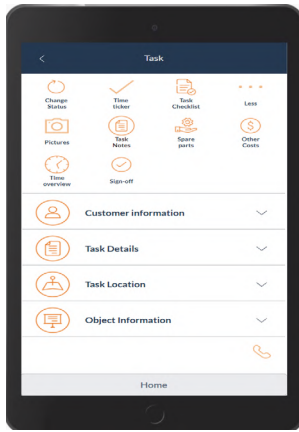 Task
Change
Status
Time
ticker
Task
Checklist
Less
Pictures
Task
Notes
Spare
parts
Other
Costs
Time
overview
Sign-off
Customer information
Task Details
Task Location
Object Information
Home